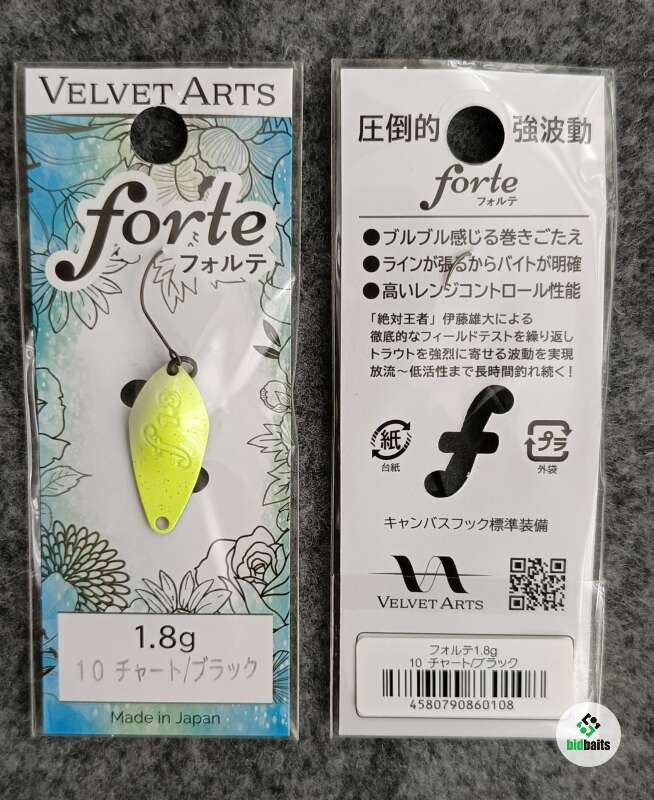 VELVET ARTS
forte
フォルテ
1.8g
10 チャート/ブラック
Made in Japan
圧倒的 強波動
forte
フォルテ
●ブルブル感じる巻きごたえ
●ラインが張るからバイトが明確
●高いレンジコントロール性能
「絶対王者」伊藤雄大による
徹底的なフィールドテストを繰り返し
トラウトを強烈に寄せる波動を実現
放流〜低活性まで長時間釣れ続く!
紙
台紙
プラ
外袋
キャンバスフック標準装備
VELVET ARTS
フォルテ1.8g
10 チャート/ブラック
4580790860108
bidbaits